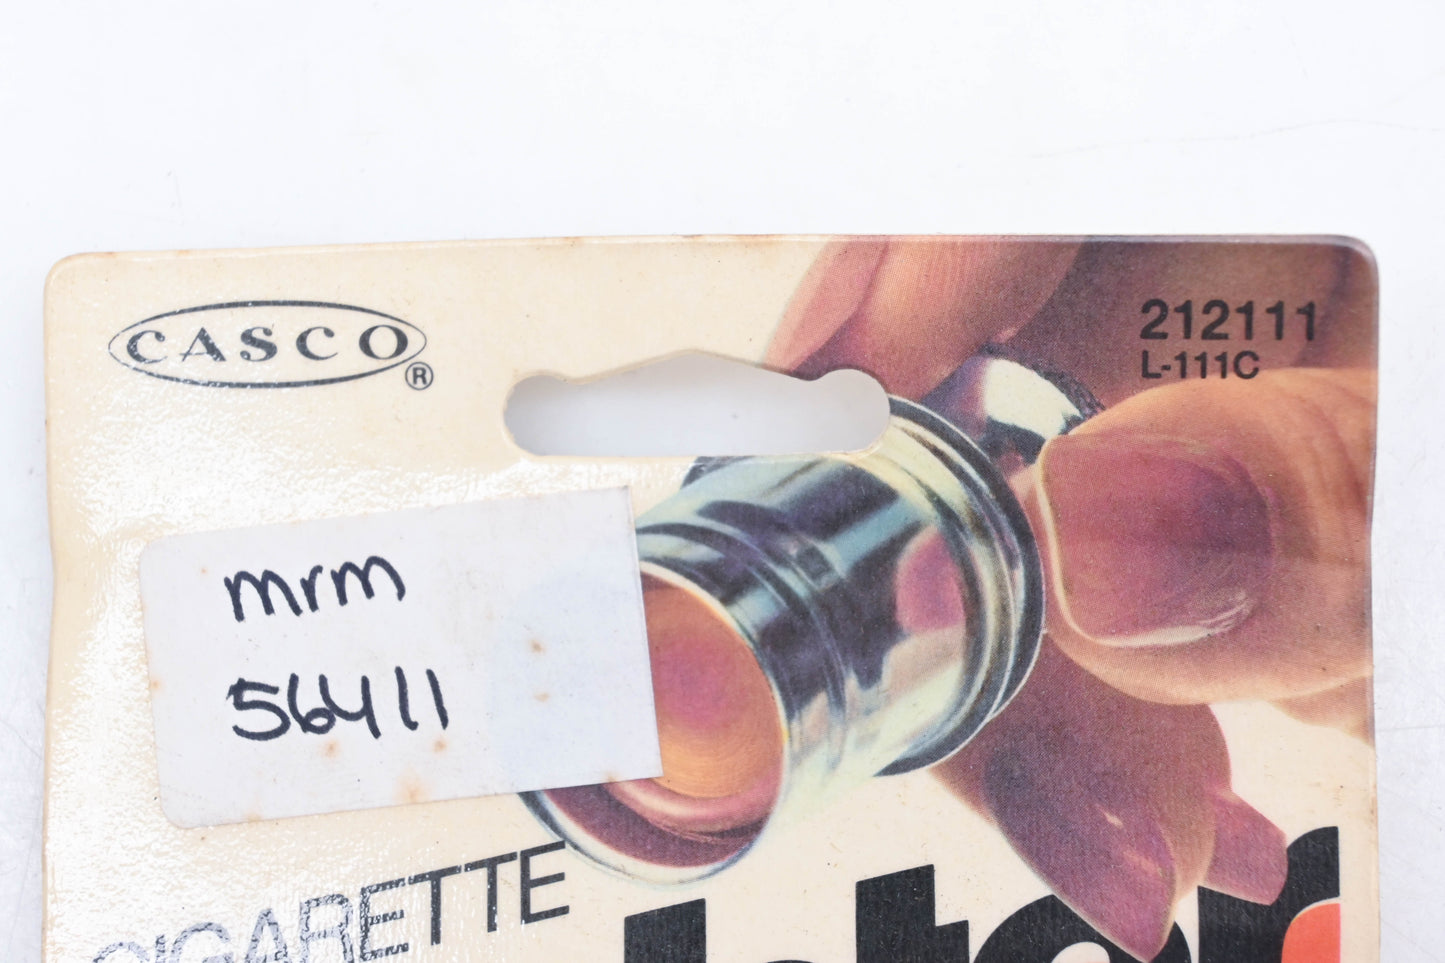 CASCO
®
212111
L-111C
mrm
56411
CIGARETTE